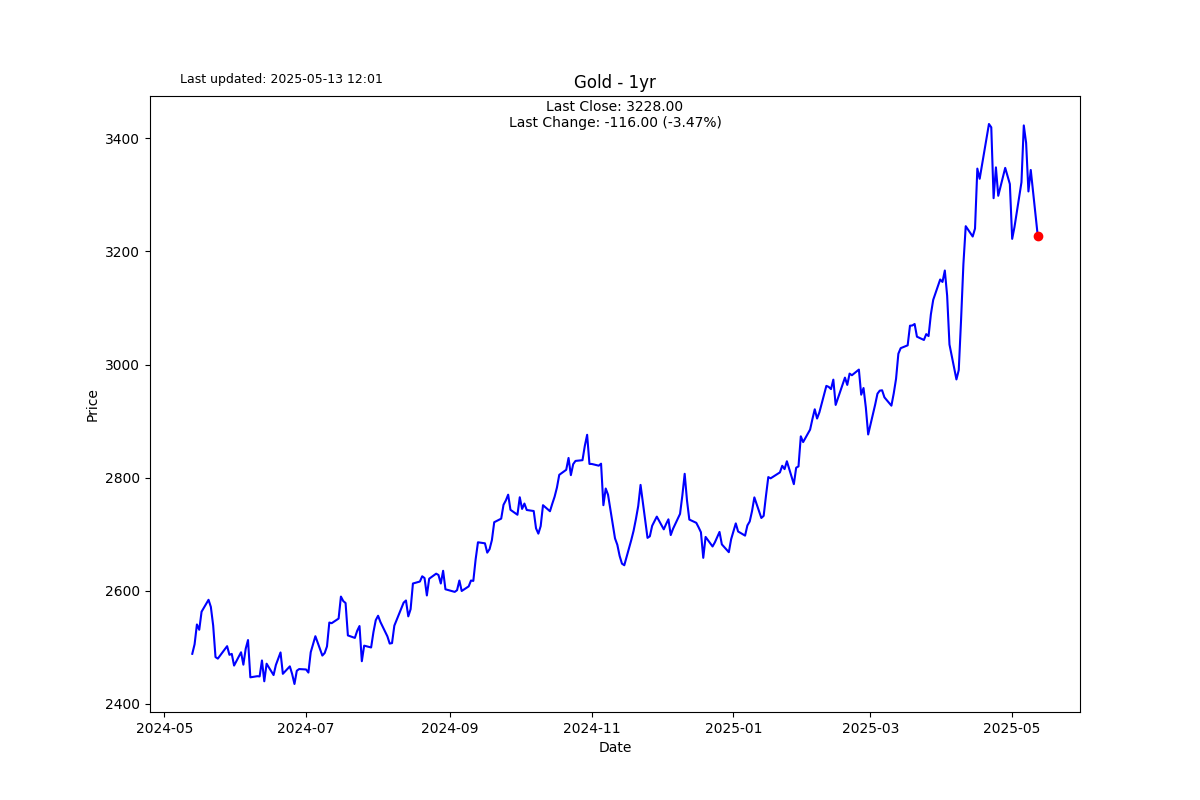 Last updated: 2025-05-13 12:01
Gold - 1yr
Last Close: 3228.00
Last Change: -116.00 (-3.47%)
3400
3200
3000
2800
2600
2400
Price
2024-05
2024-07
2024-09
2024-11
2025-01
2025-03
2025-05
Date